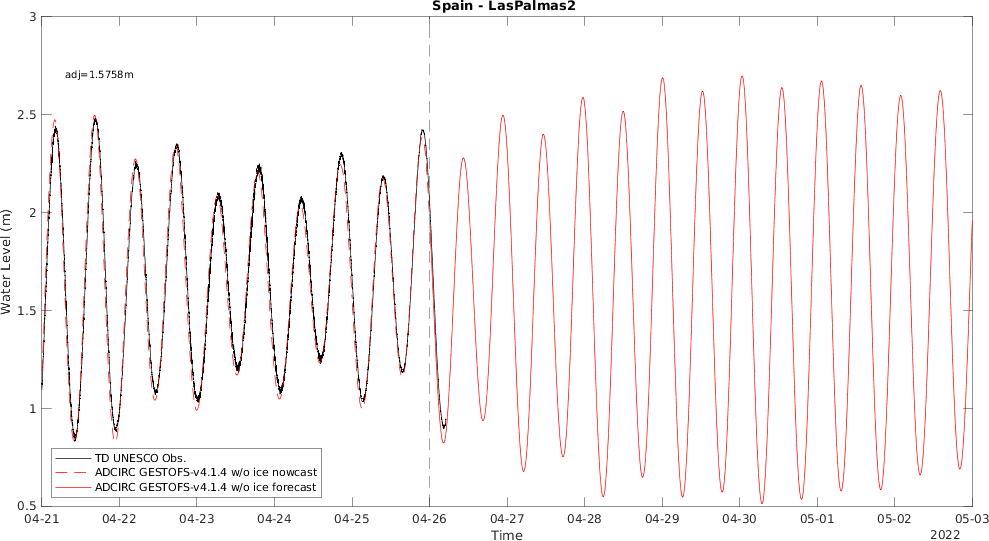 Spain - LasPalmas2
adj=1.5758m
3
2.5
2
1.5
1
0.5
Water Level (m)
TD UNESCO Obs.
ADCIRC GESTOFS-v4.1.4 w/o ice nowcast
ADCIRC GESTOFS-v4.1.4 w/o ice forecast
04-21 04-22 04-23 04-24 04-25 04-26 04-27 04-28 04-29 04-30 05-01 05-02 05-03
Time
2022